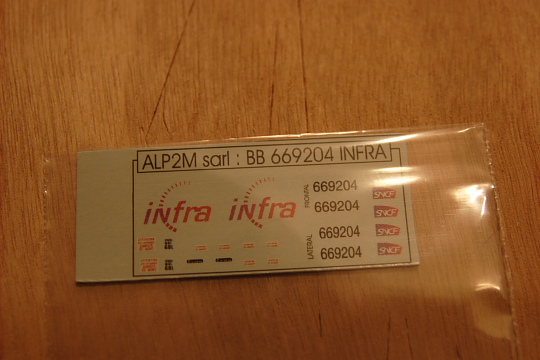 ALP2M sarl : BB 669204 INFRA
infra infra
FRONTAL
669204 SNCF
669204 SNCF
LATERAL
669204 SNCF
669204 SNCF